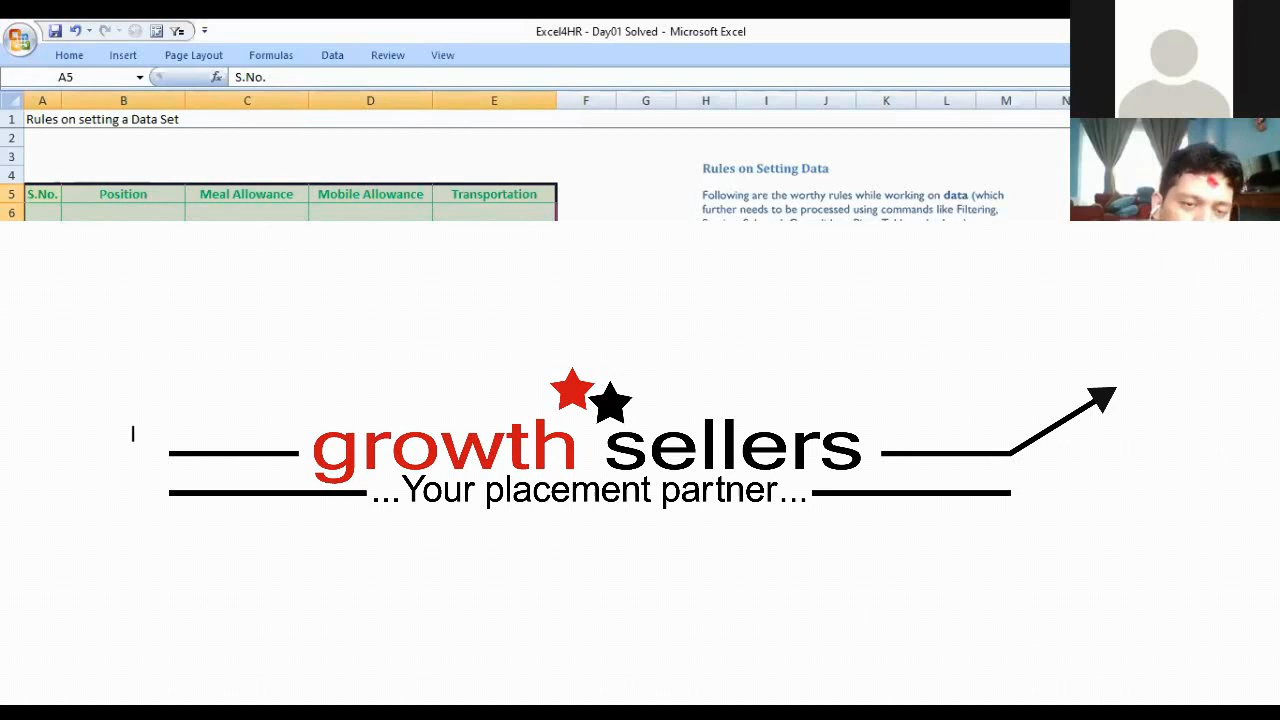 Excel4HR - Day01 Solved - Microsoft Excel
Home Insert Page Layout Formulas Data Review View
A5 fx S.No.
A B C D E F G H I J K L M N
1 Rules on setting a Data Set
2
3
4
Rules on Setting Data
5 S.No. Position Meal Allowance Mobile Allowance Transportation
Following are the worthy rules while working on data (which
6
further needs to be processed using commands like Filtering,
growth sellers
...Your placement partner...